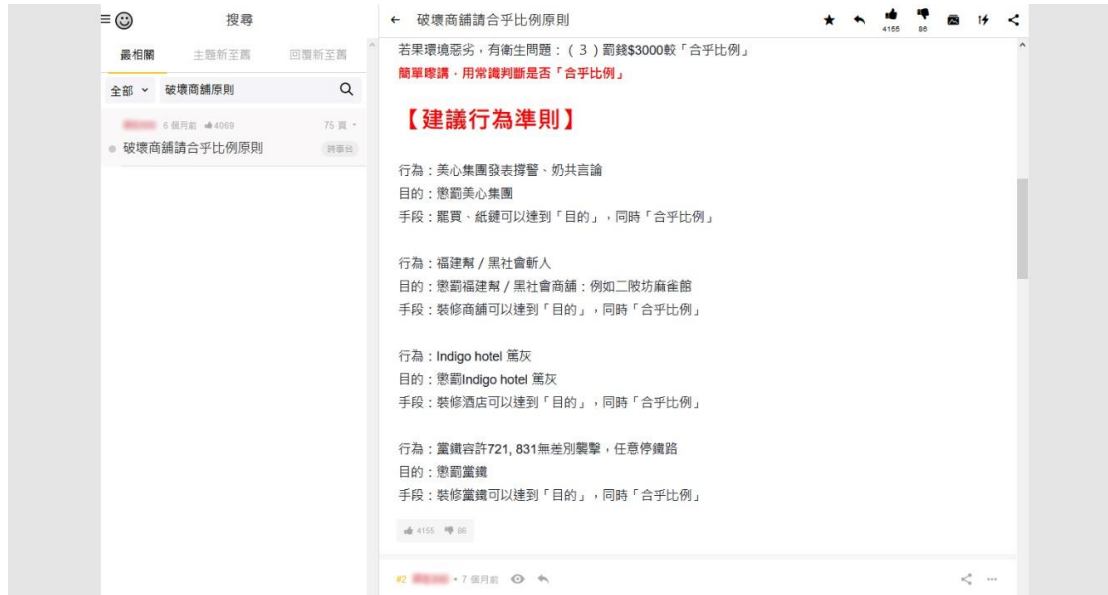 搜尋
最相關 主題新至舊 回覆新至舊
全部 破壞商舖原則
6 個月前 4069 75 頁
破壞商舖請合乎比例原則 時事台
破壞商舖請合乎比例原則
4155 86
若果環境惡劣，有衛生問題：（３）罰錢$3000較「合乎比例」
簡單嚟講，用常識判斷是否「合乎比例」
【建議行為準則】
行為：美心集團發表撐警、奶共言論
目的：懲罰美心集團
手段：罷買、紙鏈可以達到「目的」，同時「合乎比例」
行為：福建幫 / 黑社會斬人
目的：懲罰福建幫 / 黑社會商舖：例如二陂坊麻雀館
手段：裝修商舖可以達到「目的」，同時「合乎比例」
行為：Indigo hotel 篤灰
目的：懲罰Indigo hotel 篤灰
手段：裝修酒店可以達到「目的」，同時「合乎比例」
行為：黨鐵容許721, 831無差別襲擊，任意停鐵路
目的：懲罰黨鐵
手段：裝修黨鐵可以達到「目的」，同時「合乎比例」
4155 86
#2 • 7 個月前